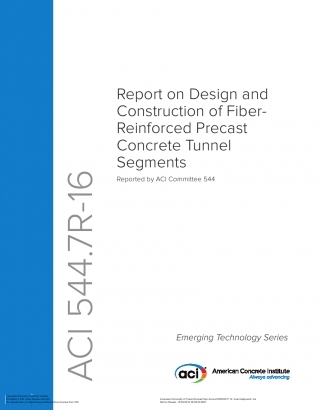 Report on Design and
Construction of Fiber-
Reinforced Precast
Concrete Tunnel
Segments
Reported by ACI Committee 544
ACI 544.7R-16
Emerging Technology Series
aci
American Concrete Institute
Always advancing